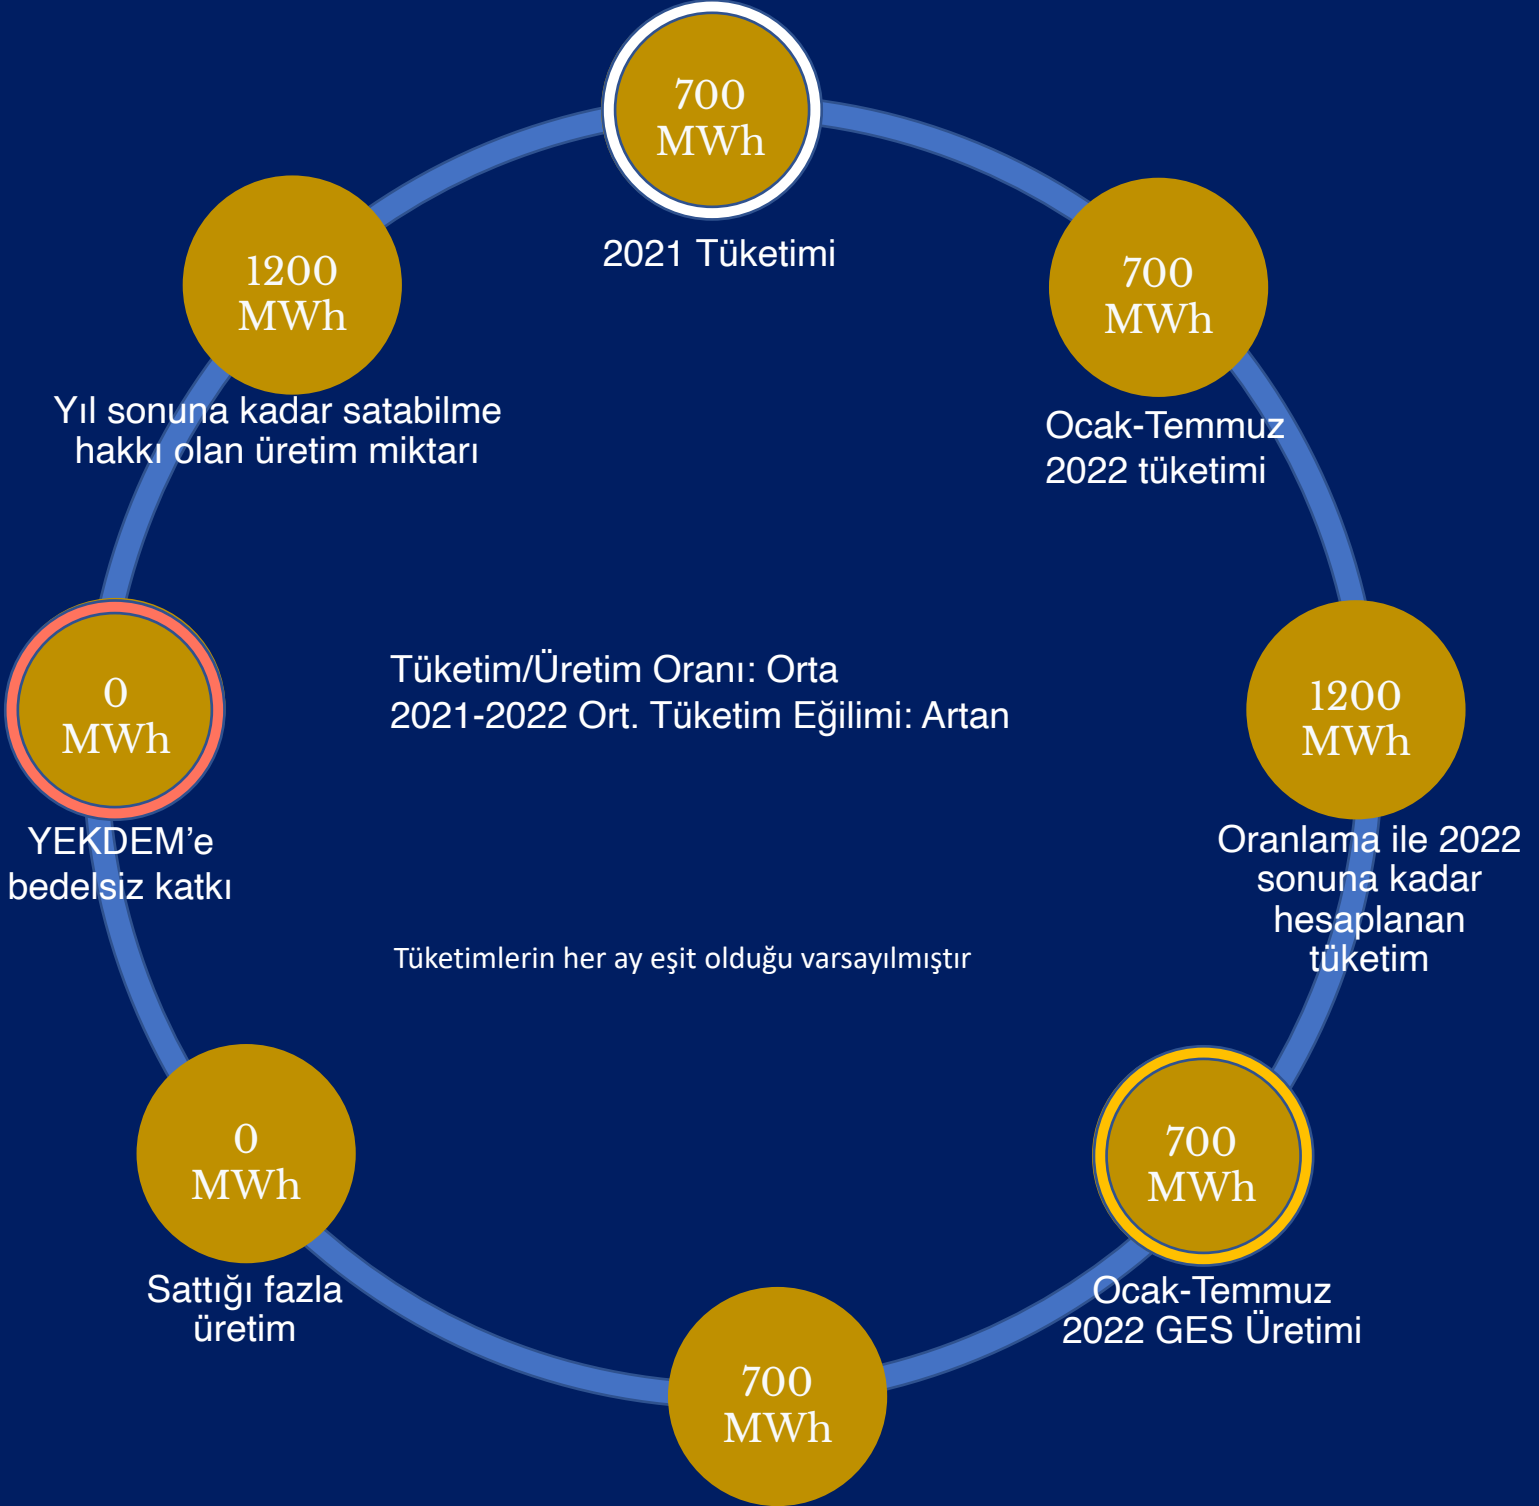 700
MWh
2021 Tüketimi
700
MWh
Ocak-Temmuz
2022 tüketimi
1200
MWh
Oranlama ile 2022
sonuna kadar
hesaplanan
tüketim
700
MWh
Ocak-Temmuz
2022 GES Üretimi
700
MWh
0
MWh
Sattığı fazla
üretim
0
MWh
YEKDEM’e
bedelsiz katkı
1200
MWh
Yıl sonuna kadar satabilme
hakkı olan üretim miktarı
Tüketim/Üretim Oranı: Orta
2021-2022 Ort. Tüketim Eğilimi: Artan
Tüketimlerin her ay eşit olduğu varsayılmıştır